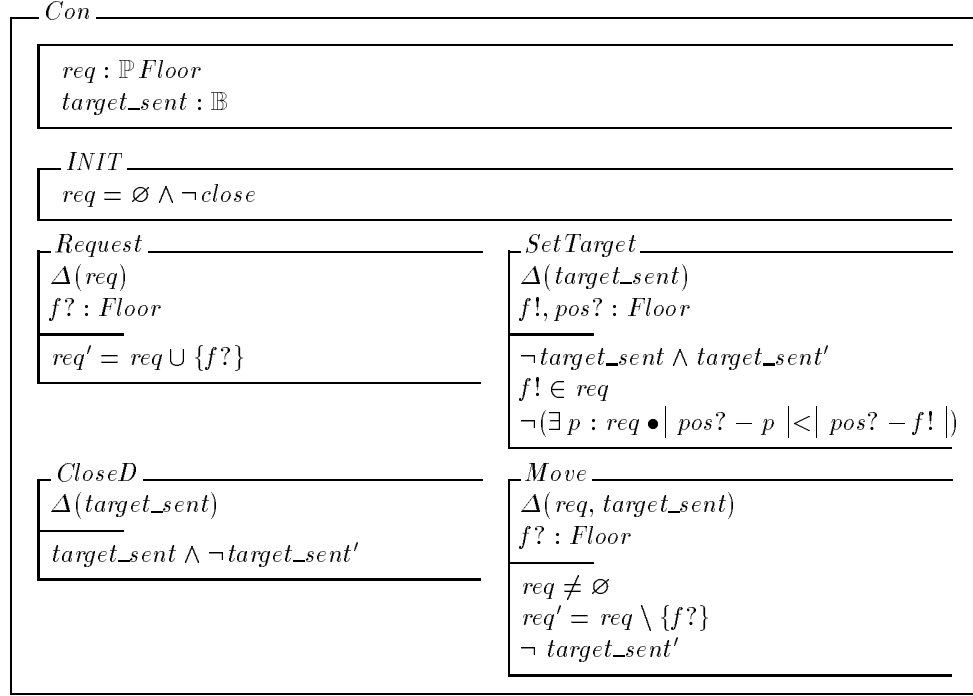 Con
req : ℙ Floor
target_sent : 𝔹
INIT
req = ∅ ∧ ¬ close
Request
Δ(req)
f? : Floor
req′ = req ∪ {f?}
SetTarget
Δ(target_sent)
f!, pos? : Floor
¬ target_sent ∧ target_sent′
f! ∈ req
¬(∃ p : req • | pos? − p |<| pos? − f! |)
CloseD
Δ(target_sent)
target_sent ∧ ¬ target_sent′
Move
Δ(req, target_sent)
f? : Floor
req ≠ ∅
req′ = req \ {f?}
¬ target_sent′